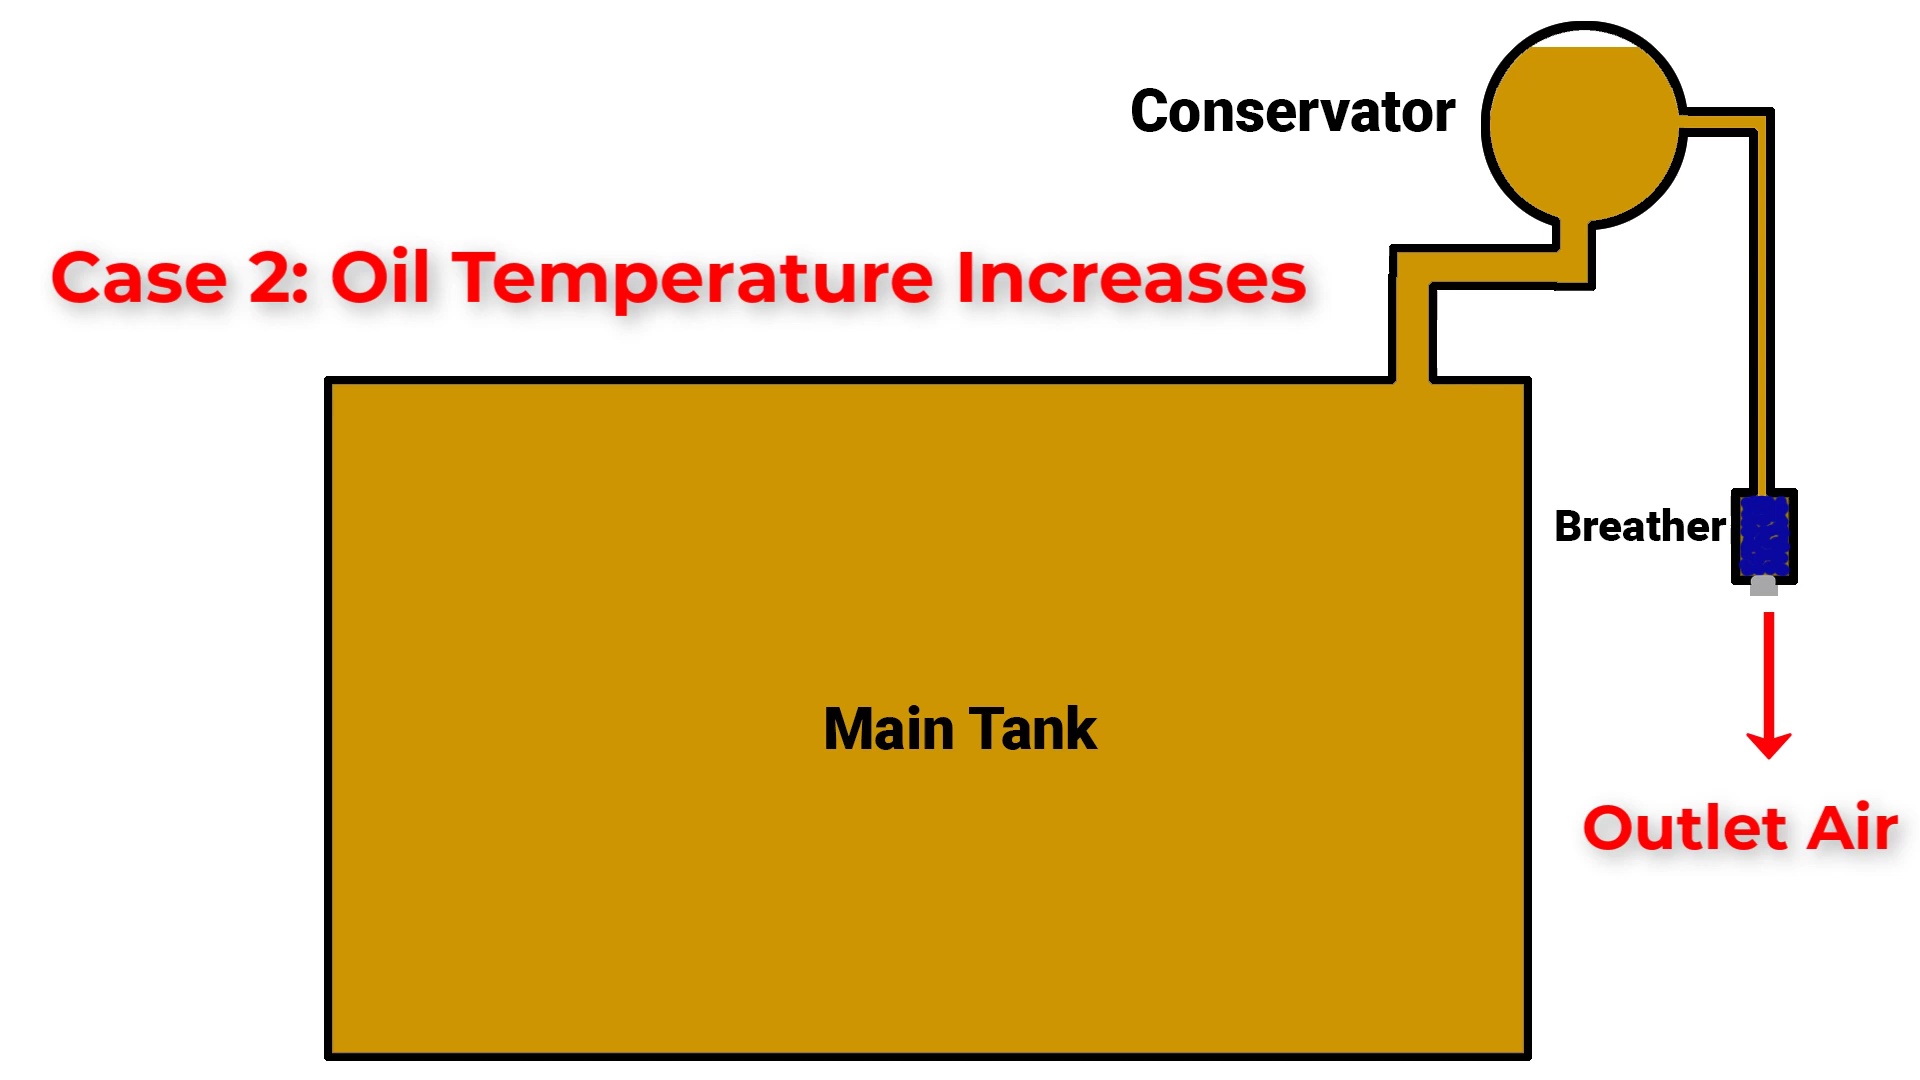 Conservator
Case 2: Oil Temperature Increases
Breather
Main Tank
Outlet Air